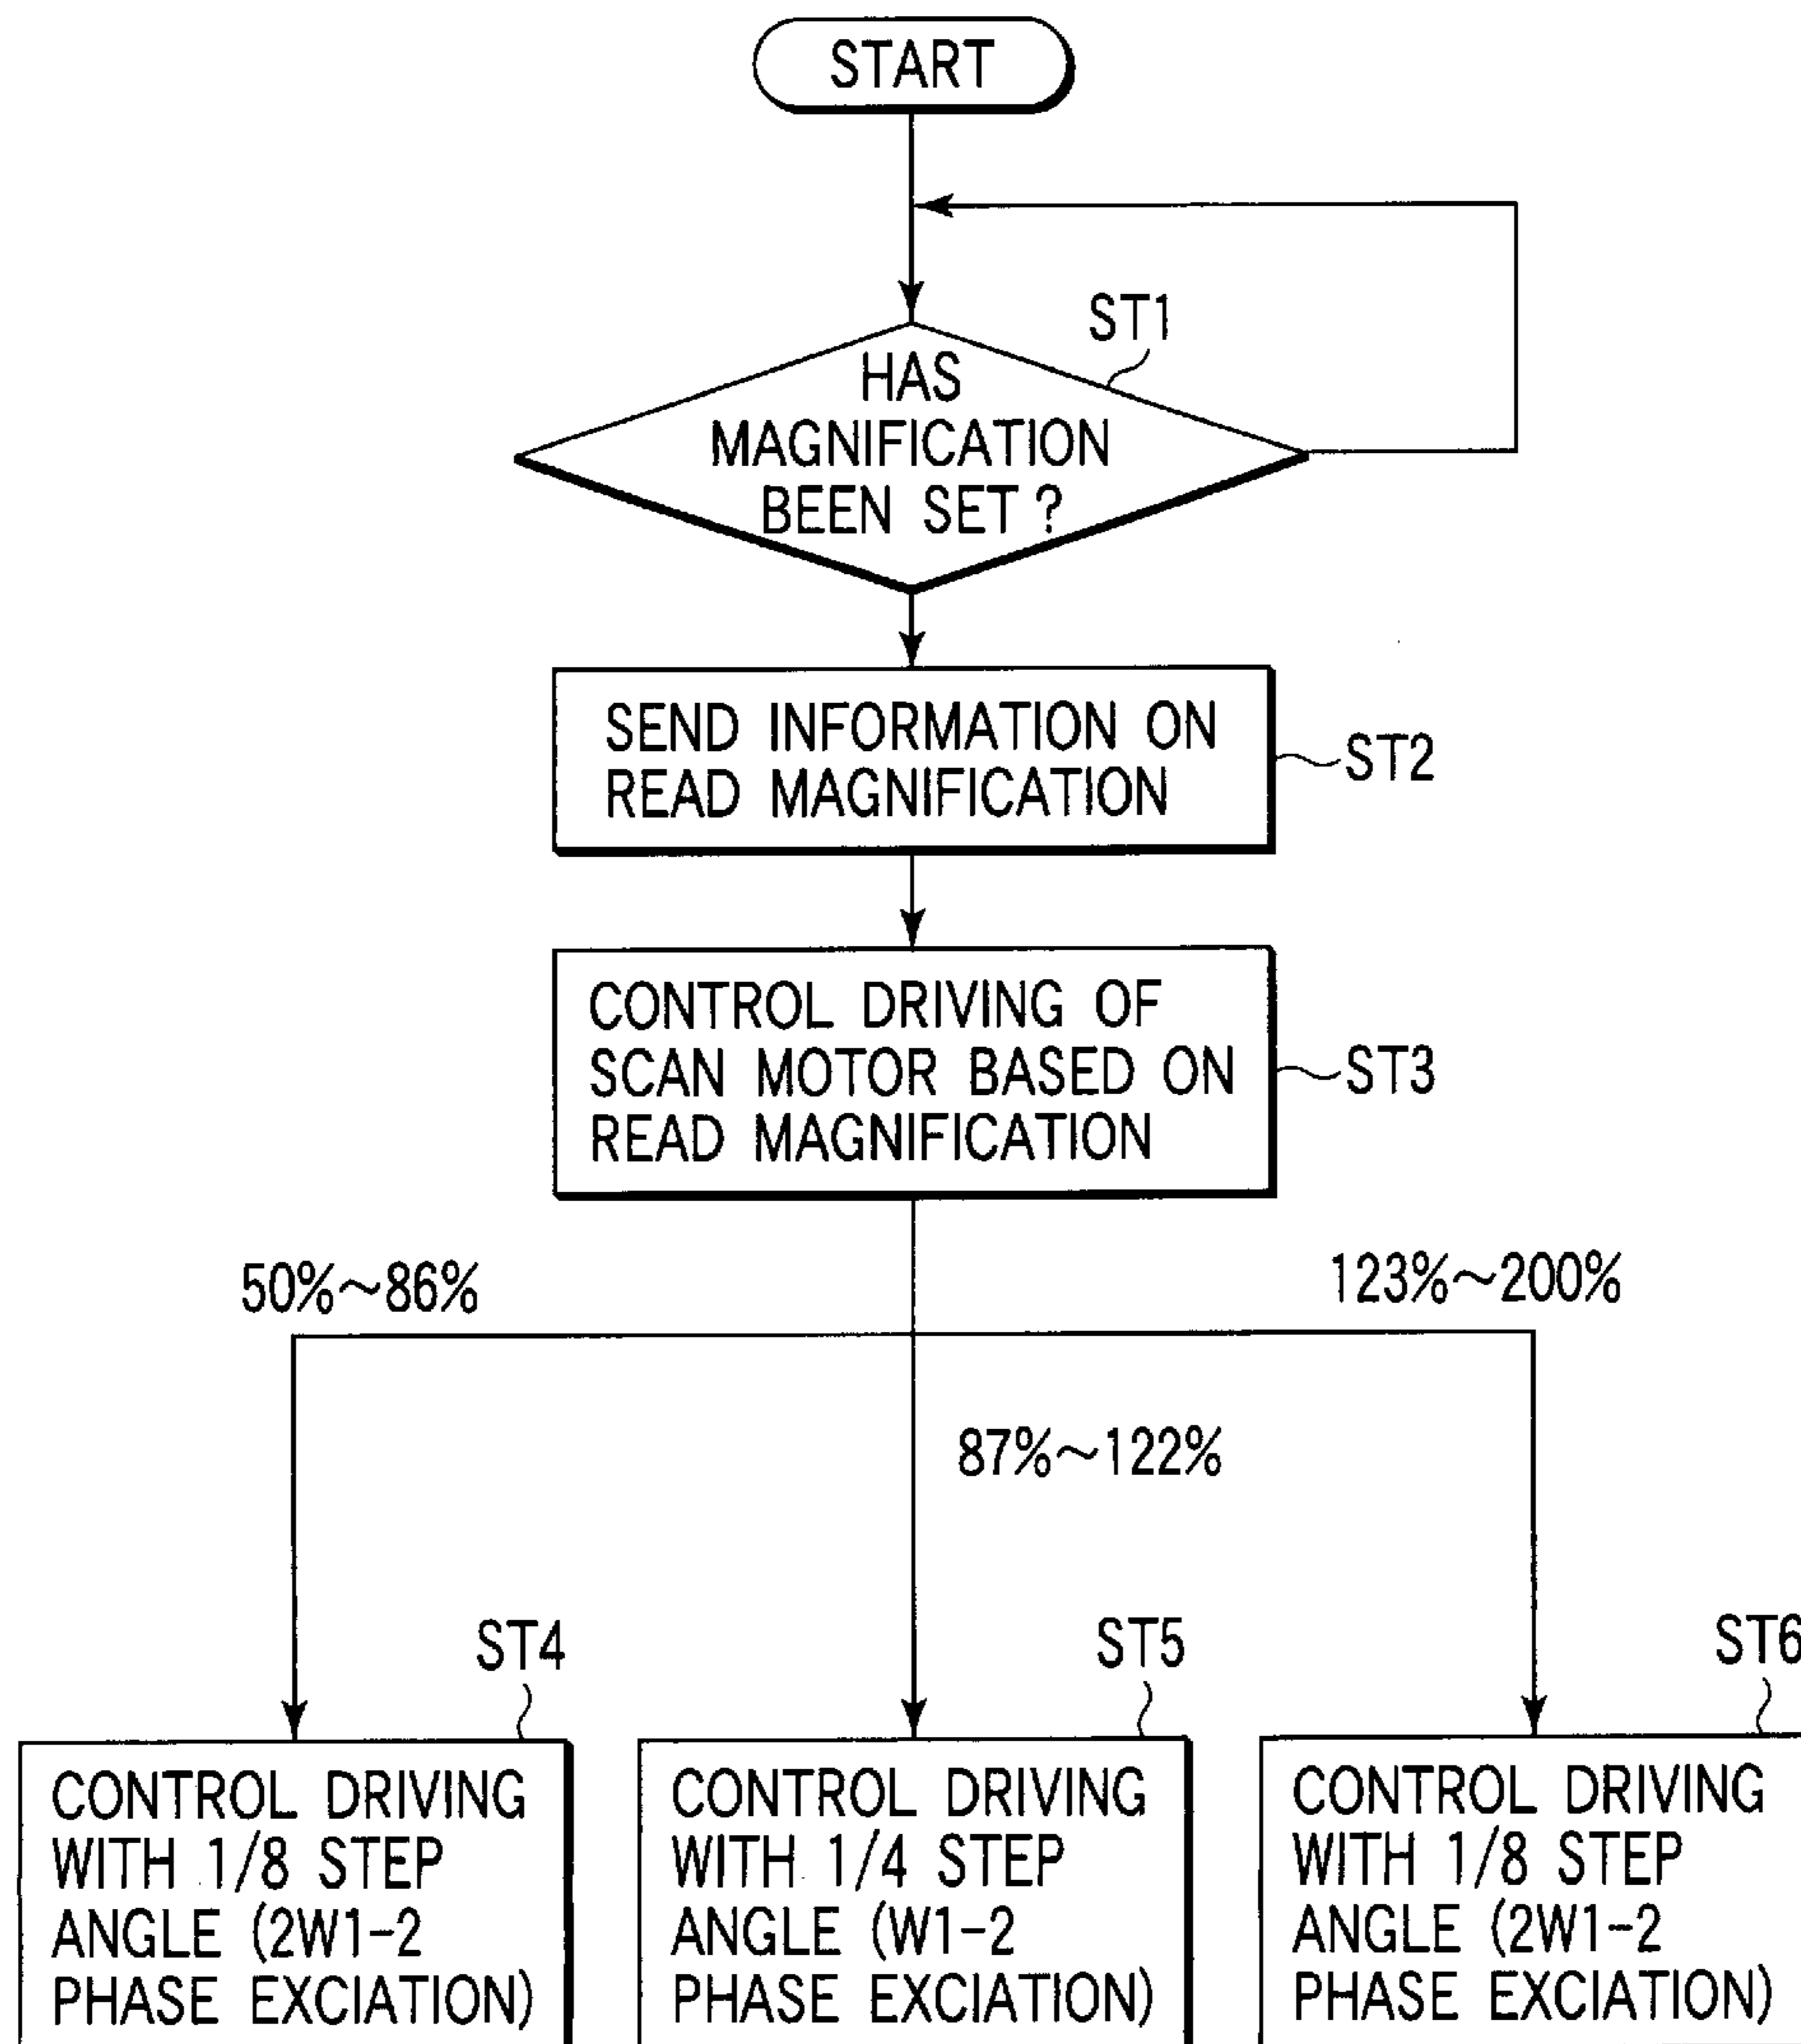 START
ST1
HAS
MAGNIFICATION
BEEN SET ?
SEND INFORMATION ON
READ MAGNIFICATION
ST2
CONTROL DRIVING OF
SCAN MOTOR BASED ON
READ MAGNIFICATION
ST3
50%~86%
123%~200%
87%~122%
ST4
ST5
ST6
CONTROL DRIVING
WITH 1/8 STEP
ANGLE (2W1-2
PHASE EXCIATION)
CONTROL DRIVING
WITH 1/4 STEP
ANGLE (W1-2
PHASE EXCIATION)
CONTROL DRIVING
WITH 1/8 STEP
ANGLE (2W1-2
PHASE EXCIATION)